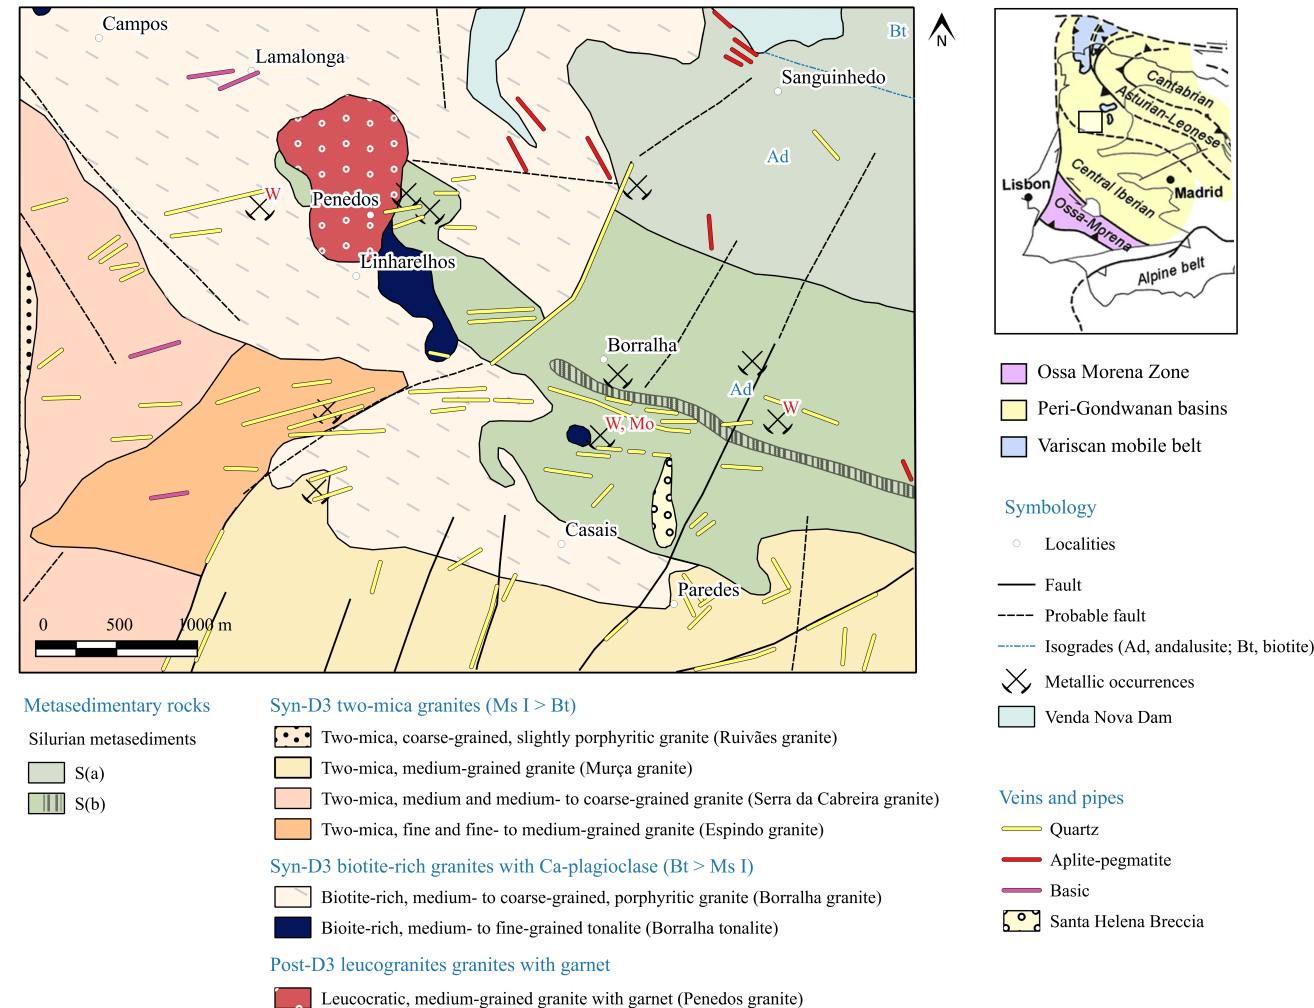 Campos
Lamalonga
Bt
Sanguinhedo
Ad
W
Penedos
Linharelhos
Borralha
Ad
W
W, Mo
Casais
Paredes
0 500 1000 m
N
Cantabrian
Asturian-Leonese
Central Iberian
Lisbon
Madrid
Ossa-Morena
Alpine belt
Ossa Morena Zone
Peri-Gondwanan basins
Variscan mobile belt
Symbology
Localities
Fault
Probable fault
Isogrades (Ad, andalusite; Bt, biotite)
Metallic occurrences
Venda Nova Dam
Veins and pipes
Quartz
Aplite-pegmatite
Basic
Santa Helena Breccia
Metasedimentary rocks
Silurian metasediments
S(a)
S(b)
Syn-D3 two-mica granites (Ms I > Bt)
Two-mica, coarse-grained, slightly porphyritic granite (Ruivães granite)
Two-mica, medium-grained granite (Murça granite)
Two-mica, medium and medium- to coarse-grained granite (Serra da Cabreira granite)
Two-mica, fine and fine- to medium-grained granite (Espindo granite)
Syn-D3 biotite-rich granites with Ca-plagioclase (Bt > Ms I)
Biotite-rich, medium- to coarse-grained, porphyritic granite (Borralha granite)
Bioite-rich, medium- to fine-grained tonalite (Borralha tonalite)
Post-D3 leucogranites granites with garnet
Leucocratic, medium-grained granite with garnet (Penedos granite)